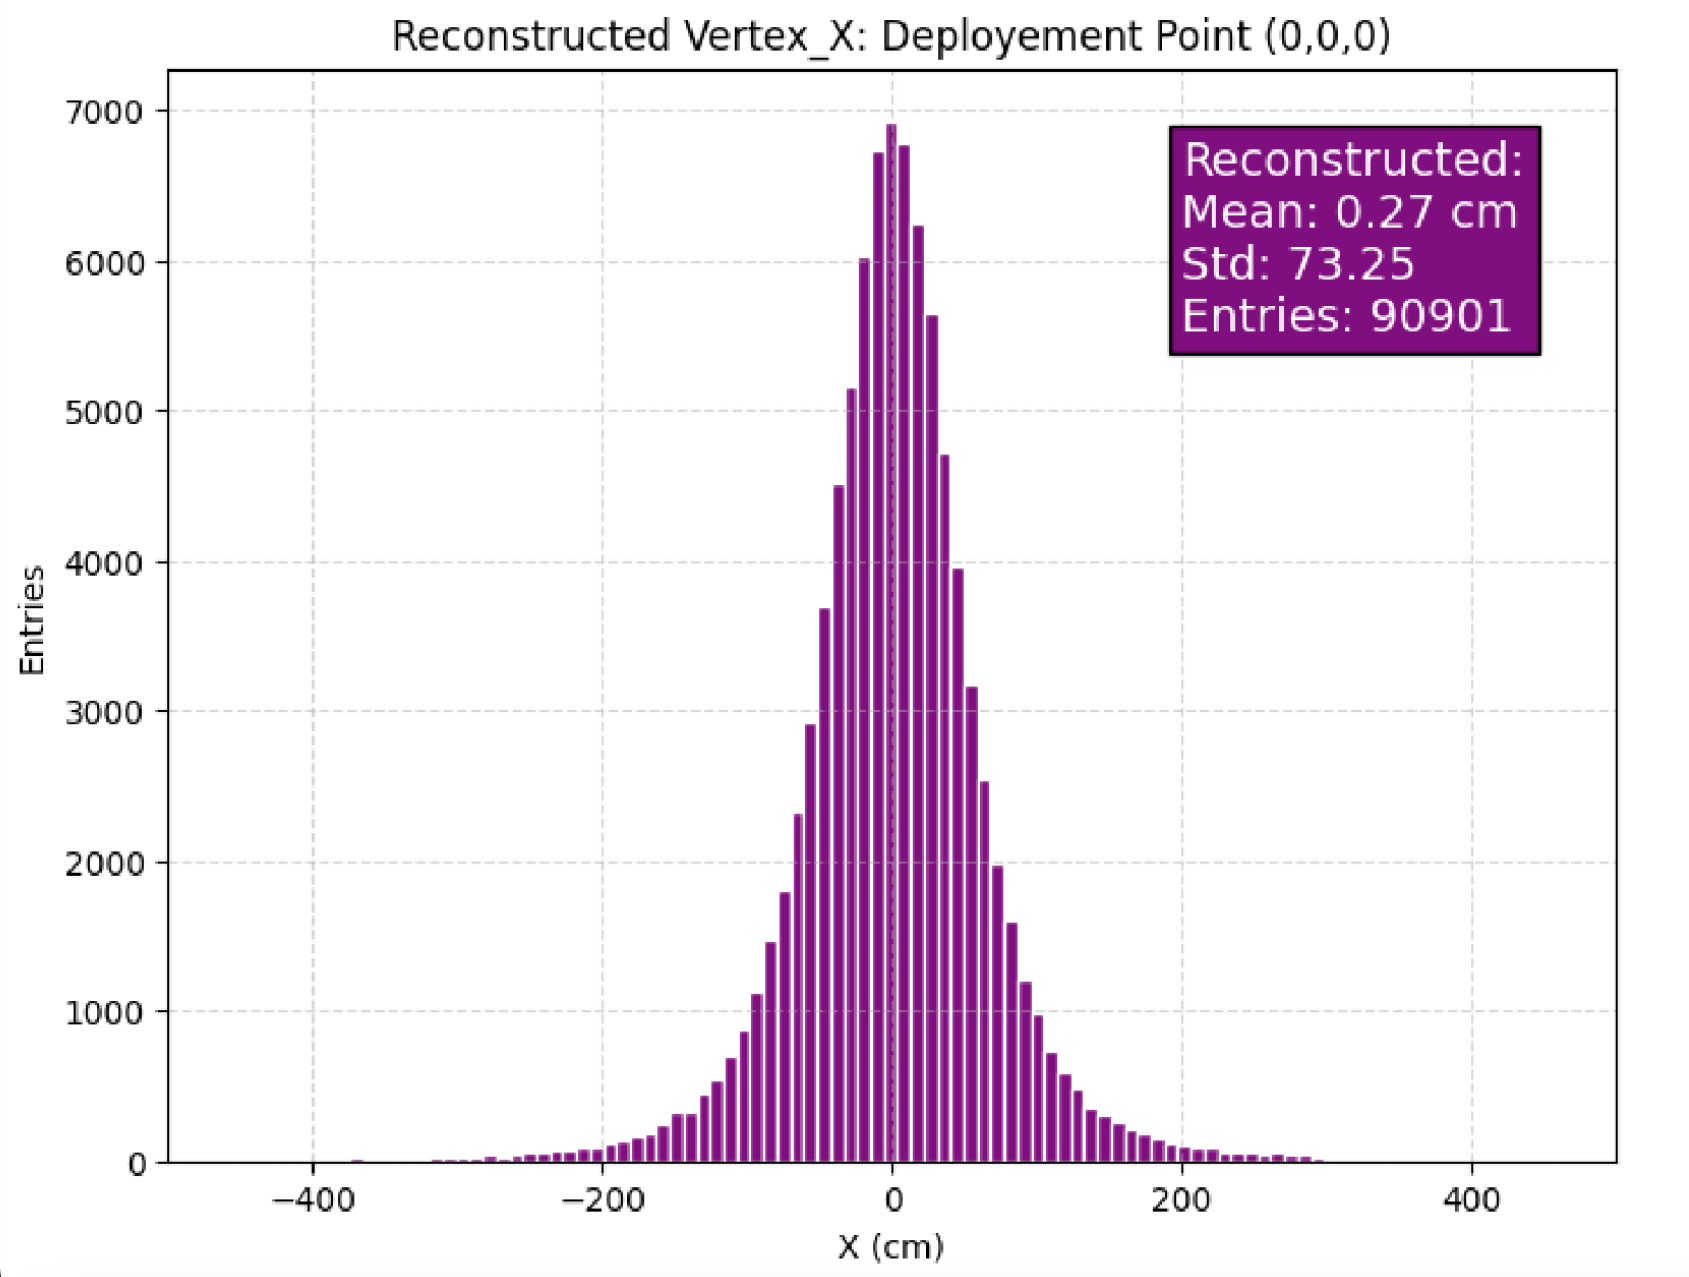 Reconstructed Vertex_X: Deployement Point (0,0,0)
7000
6000
5000
4000
3000
2000
1000
0
Entries
Reconstructed:
Mean: 0.27 cm
Std: 73.25
Entries: 90901
−400 −200 0 200 400
X (cm)